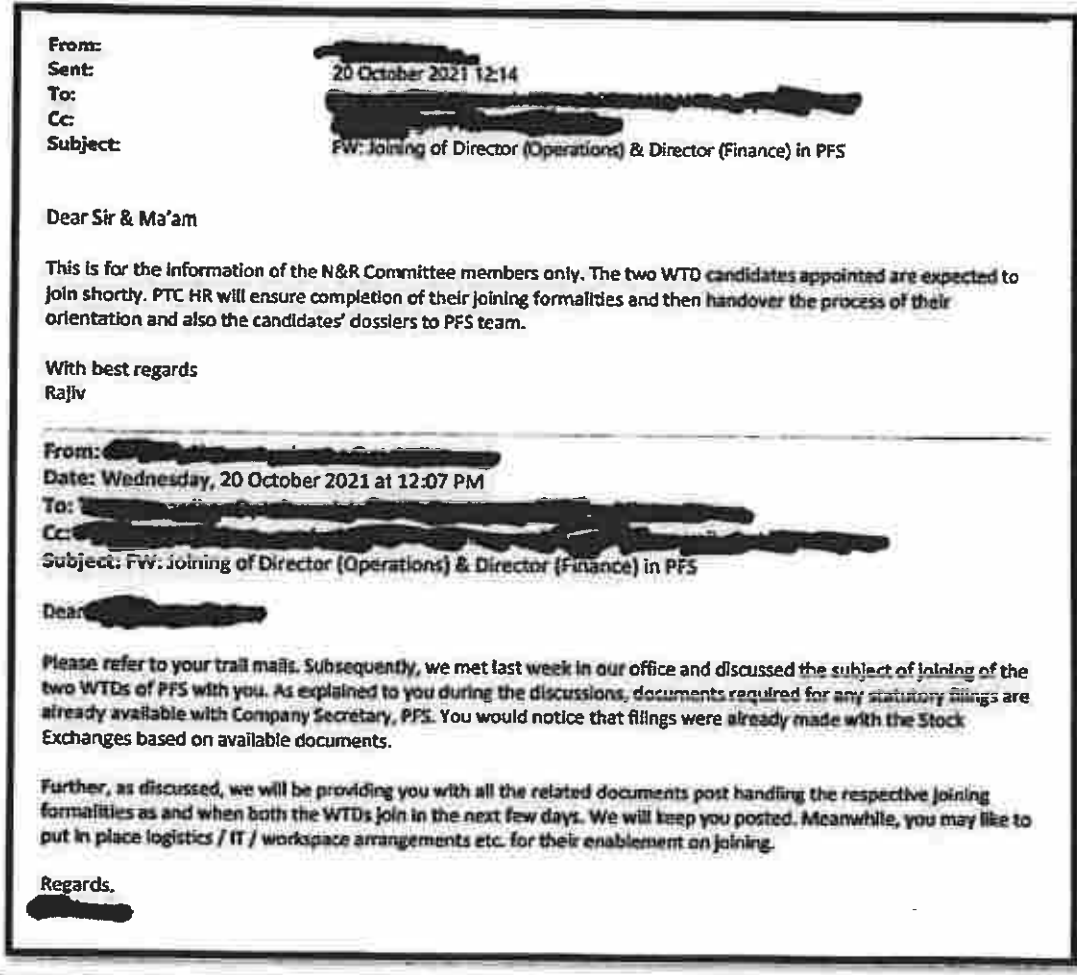 From:
Sent: 20 October 2021 12:14
To:
Cc:
Subject: FW: Joining of Director (Operations) & Director (Finance) in PFS
Dear Sir & Ma'am
This is for the information of the N&R Committee members only. The two WTD candidates appointed are expected to
join shortly. PTC HR will ensure completion of their joining formalities and then handover the process of their
orientation and also the candidates' dossiers to PFS team.
With best regards
Rajiv
From:
Date: Wednesday, 20 October 2021 at 12:07 PM
To:
Cc:
Subject: FW: Joining of Director (Operations) & Director (Finance) in PFS
Dear
Please refer to your trail mails. Subsequently, we met last week in our office and discussed the subject of joining of the
two WTDs of PFS with you. As explained to you during the discussions, documents required for any statutory filings are
already available with Company Secretary, PFS. You would notice that filings were already made with the Stock
Exchanges based on available documents.
Further, as discussed, we will be providing you with all the related documents post handling the respective joining
formalities as and when both the WTDs join in the next few days. We will keep you posted. Meanwhile, you may like to
put in place logistics / IT / workspace arrangements etc. for their enablement on joining.
Regards,